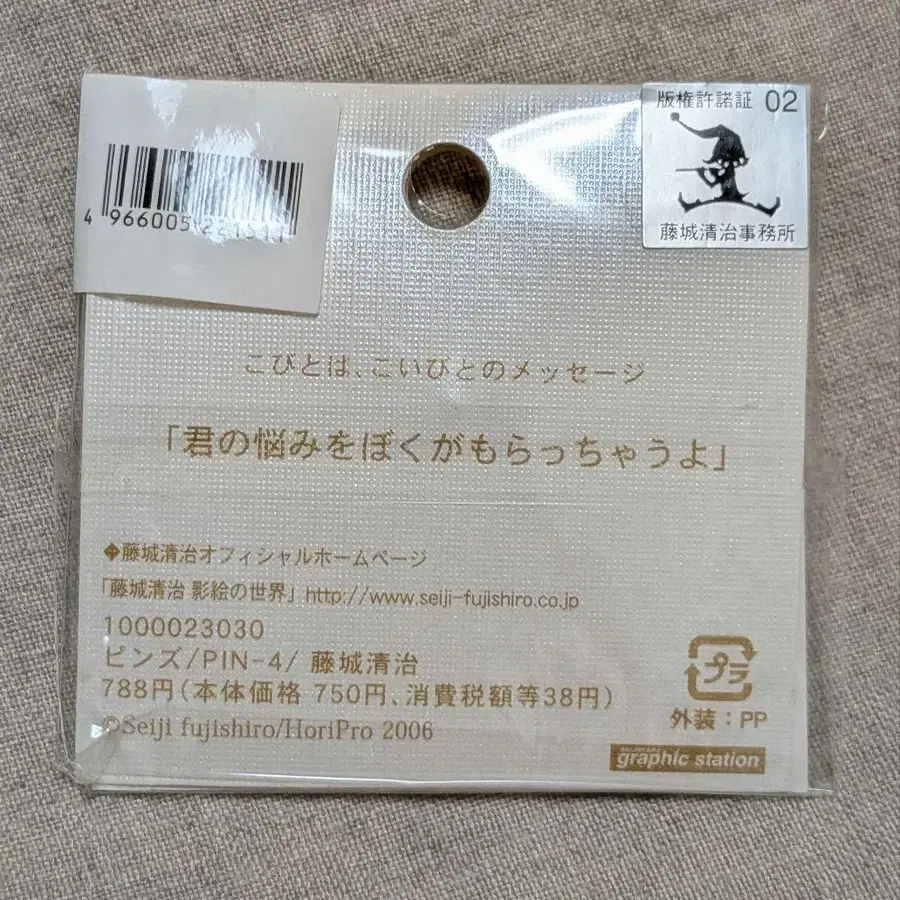 版権許諾証 02
藤城清治事務所
こびとは、こいびとのメッセージ
「君の悩みをぼくがもらっちゃうよ」
◆藤城清治オフィシャルホームページ
「藤城清治 影絵の世界」http://www.seiji-fujishiro.co.jp
1000023030
ピンズ/PIN-4/ 藤城清治
788円(本体価格 750円、消費税額等38円)
©Seiji fujishiro/HoriPro 2006
プラ
外装：PP
graphic station